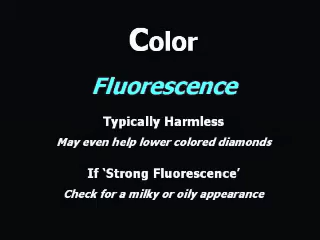 Color
Fluorescence
Typically Harmless
May even help lower colored diamonds
If ‘Strong Fluorescence’
Check for a milky or oily appearance